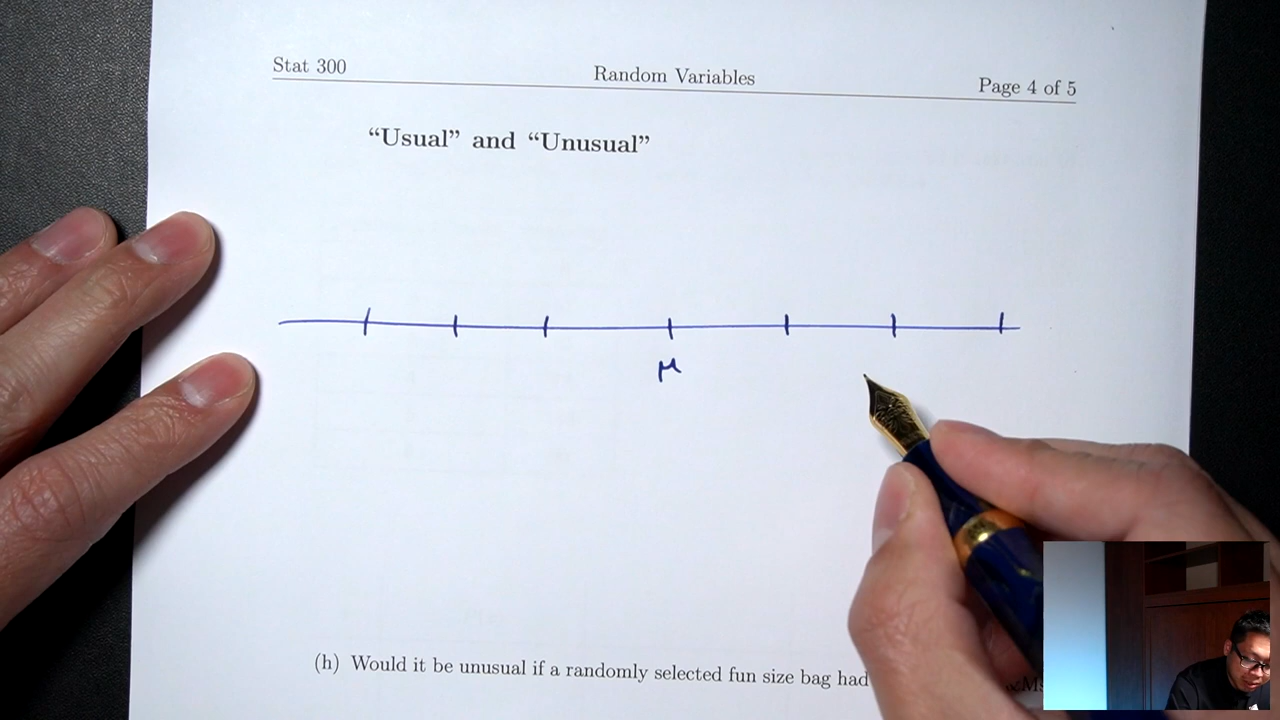 Stat 300 Random Variables Page 4 of 5
“Usual” and “Unusual”
μ
(h) Would it be unusual if a randomly selected fun size bag had